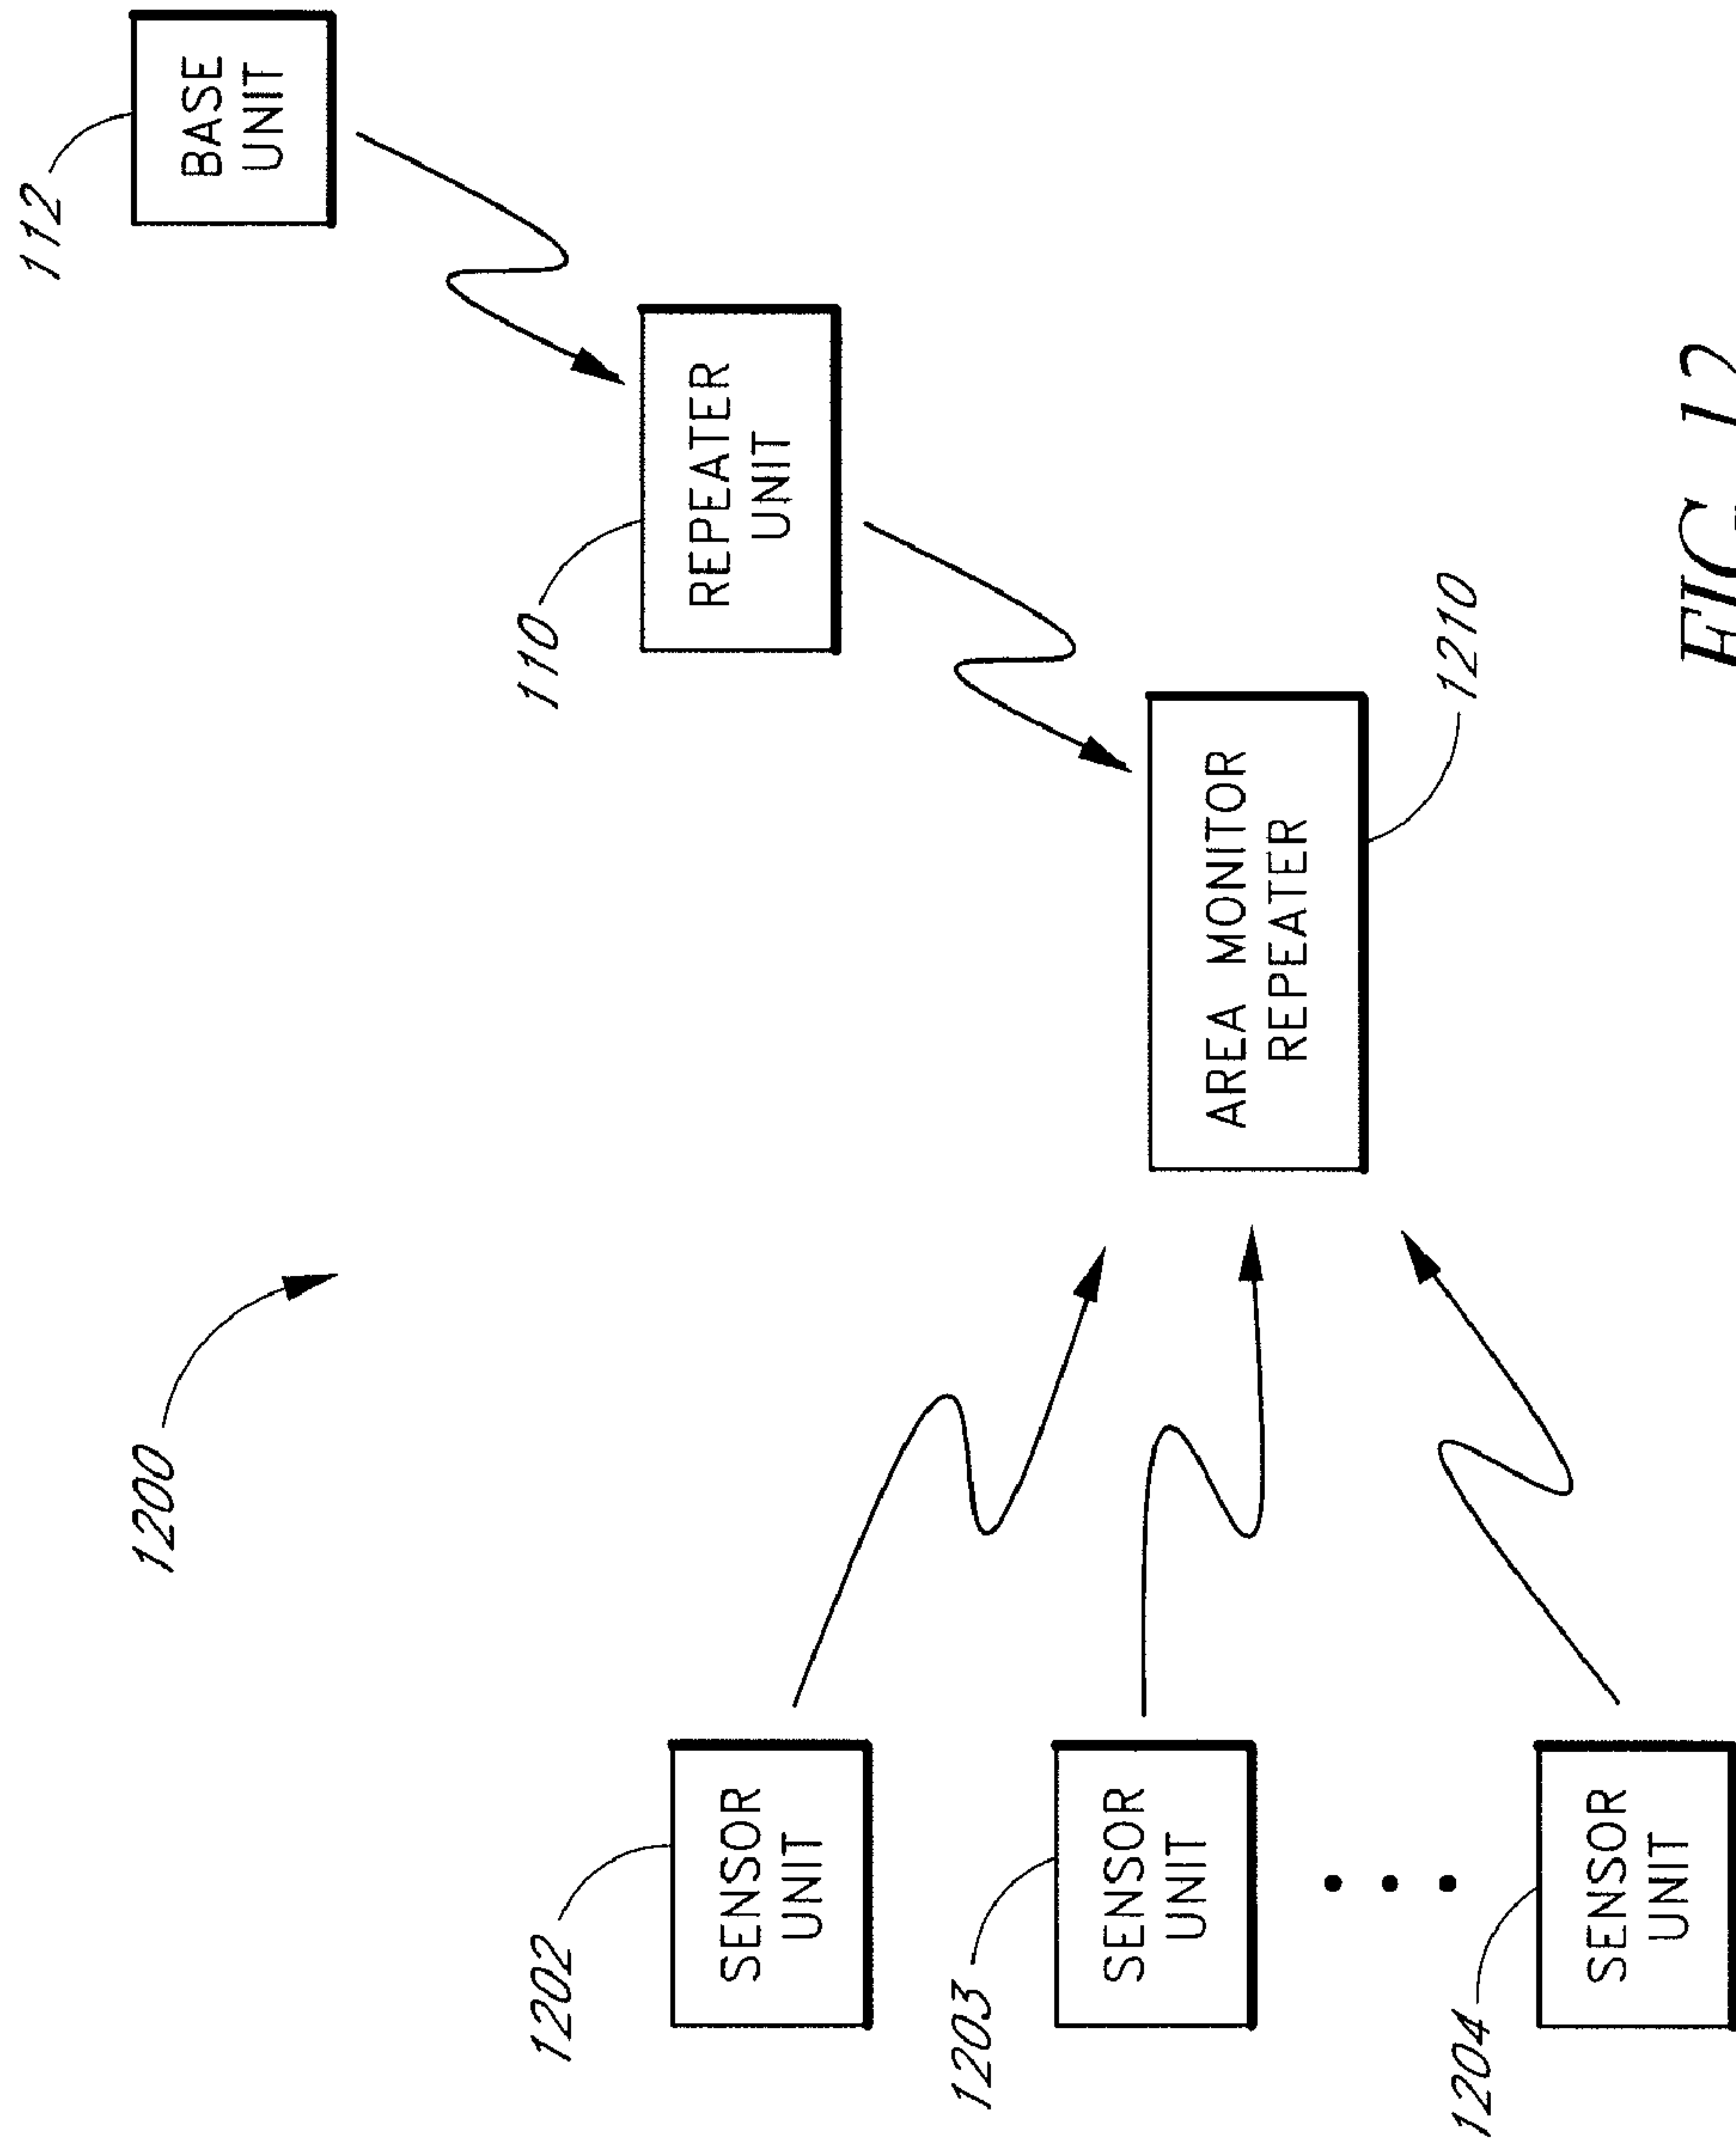 1200
112
BASE
UNIT
110
REPEATER
UNIT
1202
SENSOR
UNIT
1203
SENSOR
UNIT
1204
SENSOR
UNIT
AREA MONITOR
REPEATER
1210
FIG. 12